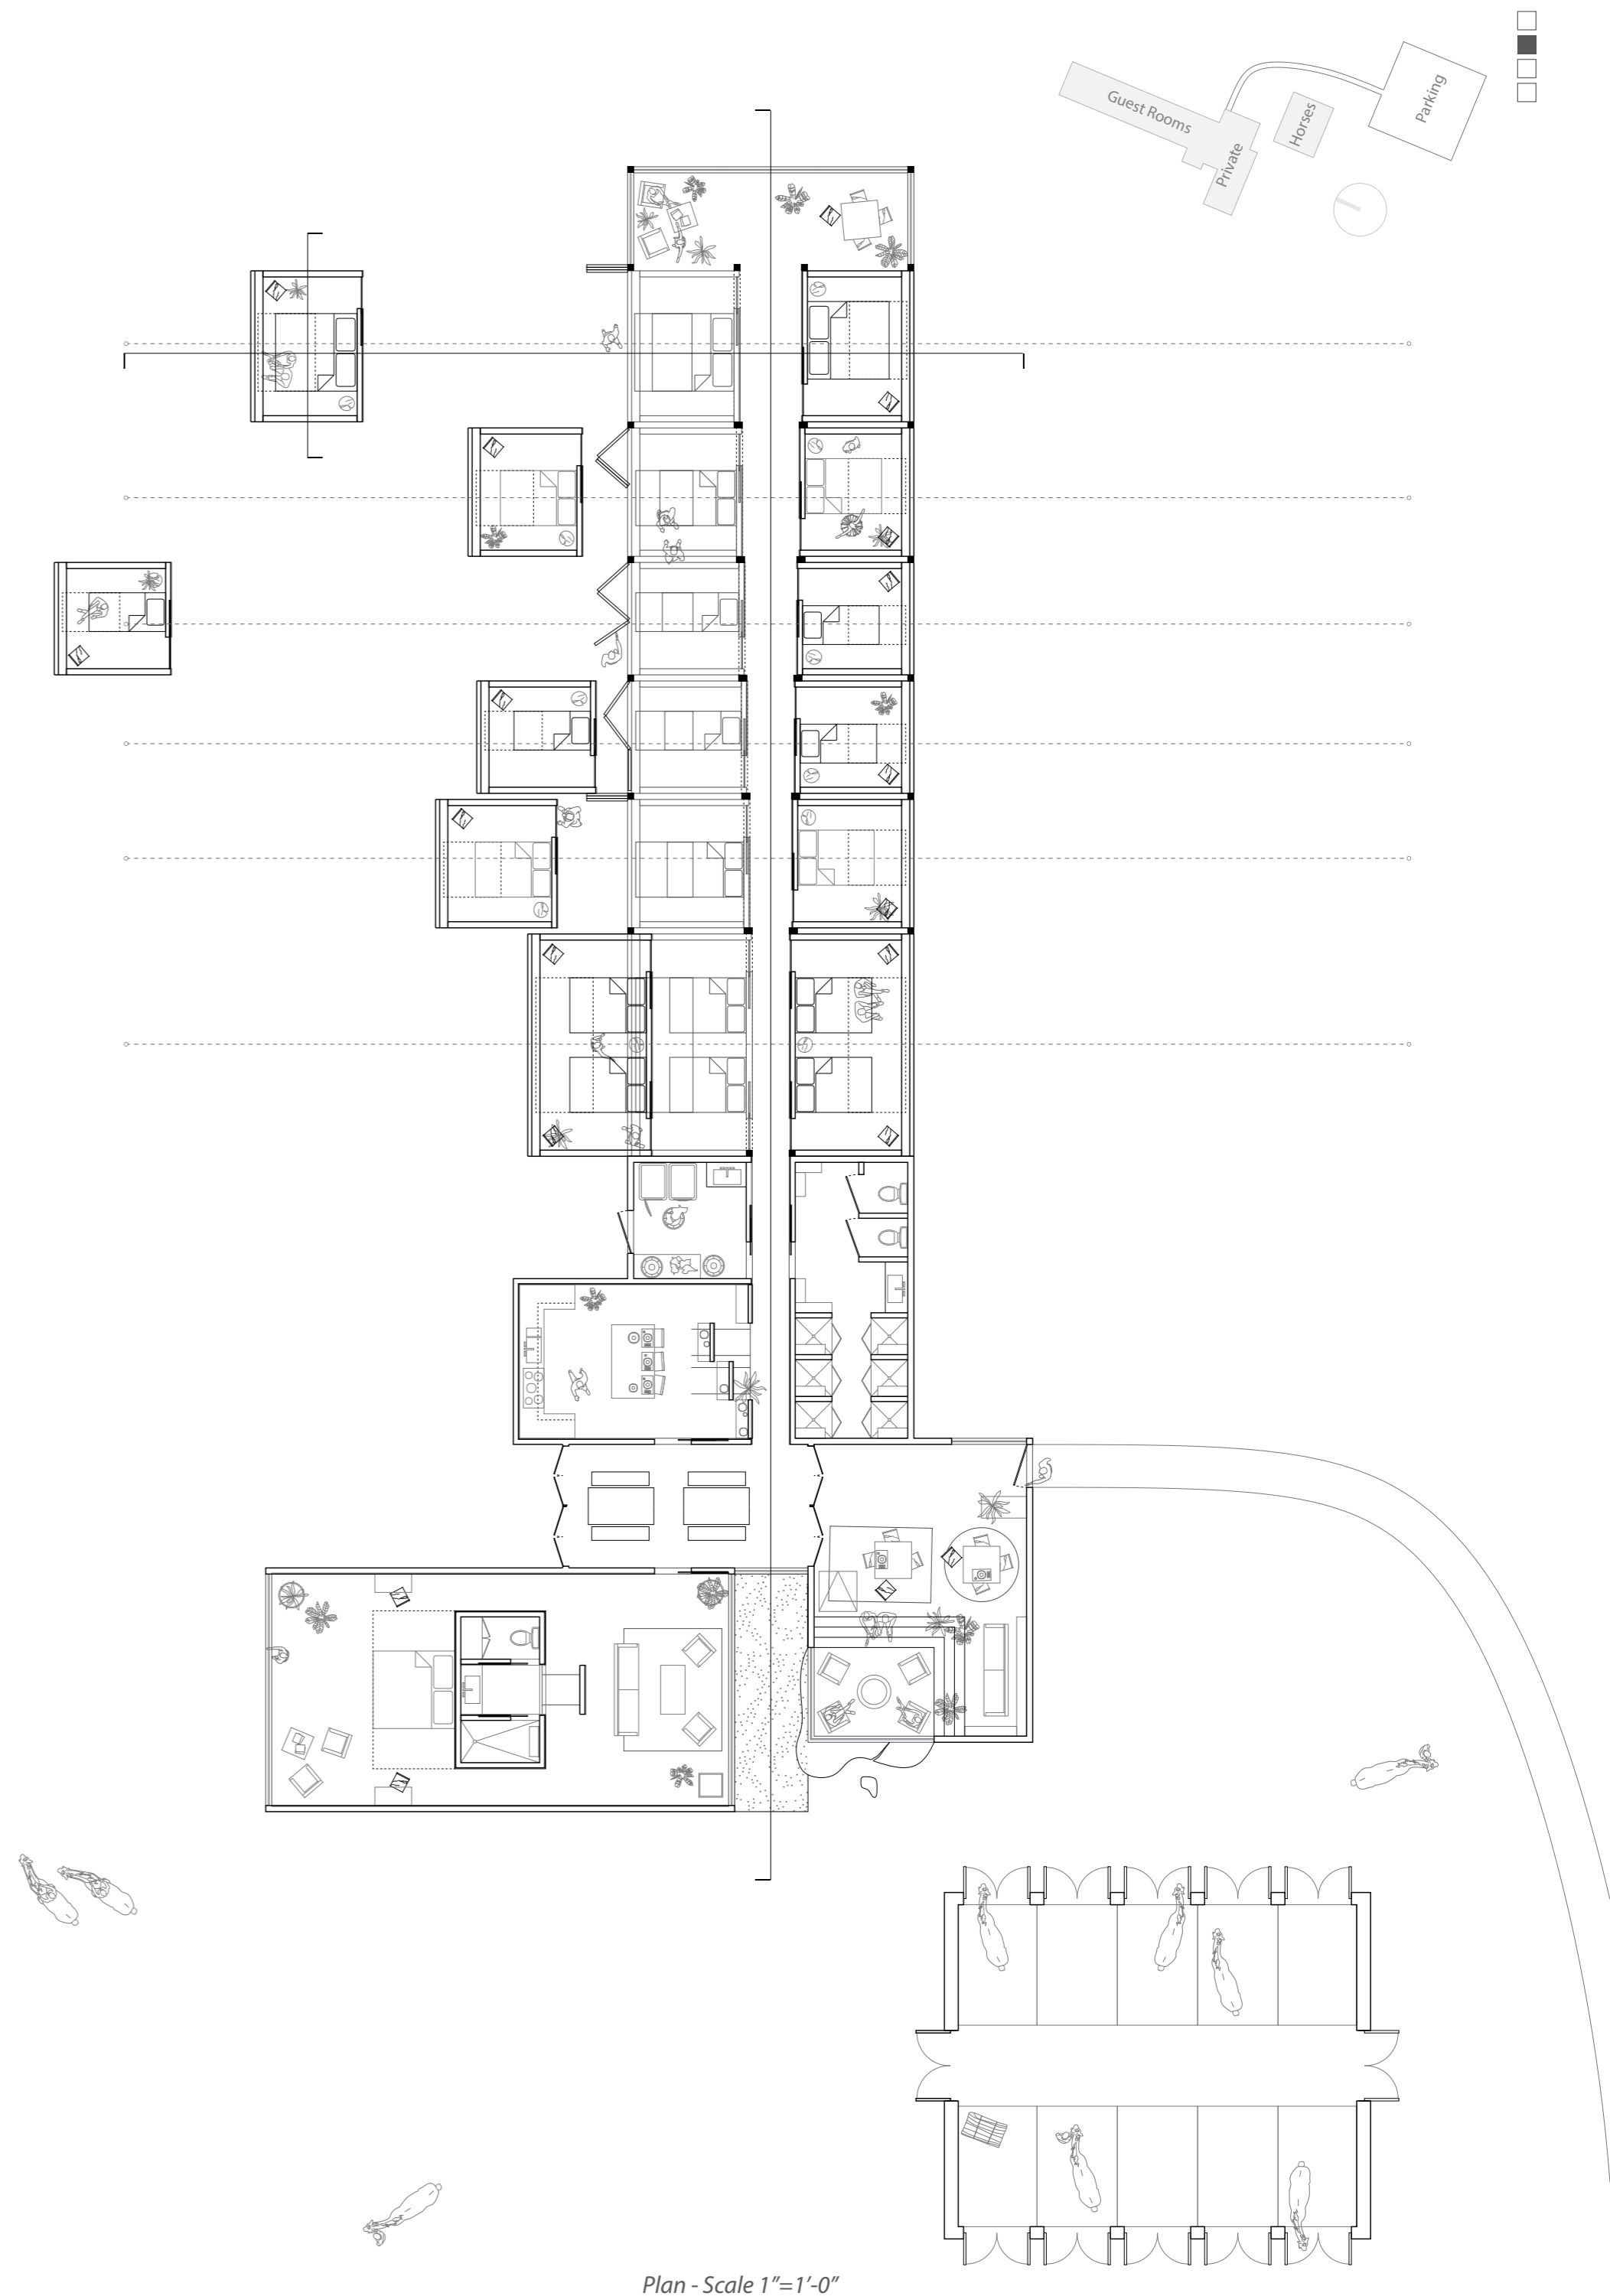 Guest Rooms
Private
Horses
Parking
Plan - Scale 1”=1’-0”